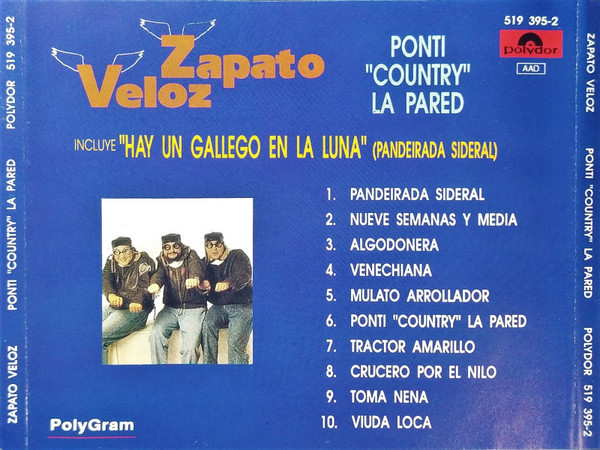 POLYDOR 519 395-2
PONTI "COUNTRY" LA PARED
ZAPATO VELOZ
Zapato
Veloz
PONTI
"COUNTRY"
LA PARED
519 395-2
polydor
AAD
INCLUYE "HAY UN GALLEGO EN LA LUNA" (PANDEIRADA SIDERAL)
1. PANDEIRADA SIDERAL
2. NUEVE SEMANAS Y MEDIA
3. ALGODONERA
4. VENECHIANA
5. MULATO ARROLLADOR
6. PONTI "COUNTRY" LA PARED
7. TRACTOR AMARILLO
8. CRUCERO POR EL NILO
9. TOMA NENA
10. VIUDA LOCA
PolyGram
ZAPATO VELOZ
PONTI "COUNTRY" LA PARED
POLYDOR 519 395-2